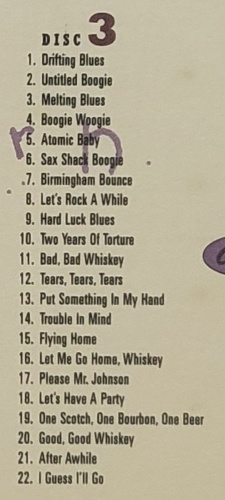 DISC 3
1. Drifting Blues
2. Untitled Boogie
3. Melting Blues
4. Boogie Woogie
5. Atomic Baby
6. Sax Shack Boogie
7. Birmingham Bounce
8. Let's Rock A While
9. Hard Luck Blues
10. Two Years Of Torture
11. Bad, Bad Whiskey
12. Tears, Tears, Tears
13. Put Something In My Hand
14. Trouble In Mind
15. Flying Home
16. Let Me Go Home, Whiskey
17. Please Mr. Johnson
18. Let's Have A Party
19. One Scotch, One Bourbon, One Beer
20. Good, Good Whiskey
21. After Awhile
22. I Guess I'll Go